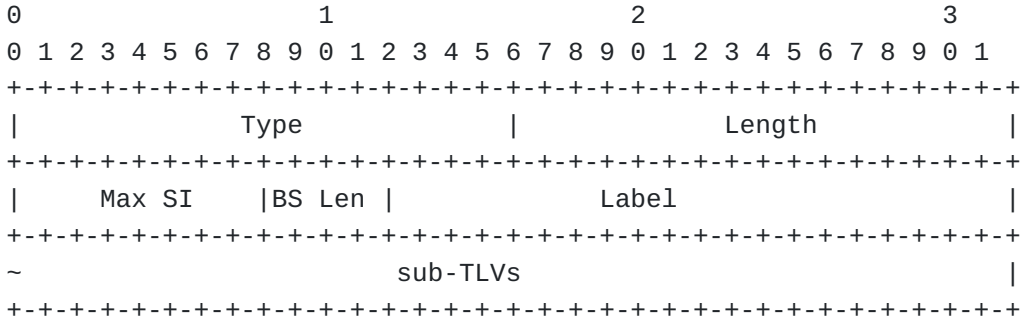 0                   1                   2                   3
0 1 2 3 4 5 6 7 8 9 0 1 2 3 4 5 6 7 8 9 0 1 2 3 4 5 6 7 8 9 0 1
+-+-+-+-+-+-+-+-+-+-+-+-+-+-+-+-+-+-+-+-+-+-+-+-+-+-+-+-+-+-+-+-+
|              Type             |             Length            |
+-+-+-+-+-+-+-+-+-+-+-+-+-+-+-+-+-+-+-+-+-+-+-+-+-+-+-+-+-+-+-+-+
|     Max SI    |BS Len |             Label                     |
+-+-+-+-+-+-+-+-+-+-+-+-+-+-+-+-+-+-+-+-+-+-+-+-+-+-+-+-+-+-+-+-+
~                        sub-TLVs                               |
+-+-+-+-+-+-+-+-+-+-+-+-+-+-+-+-+-+-+-+-+-+-+-+-+-+-+-+-+-+-+-+-+